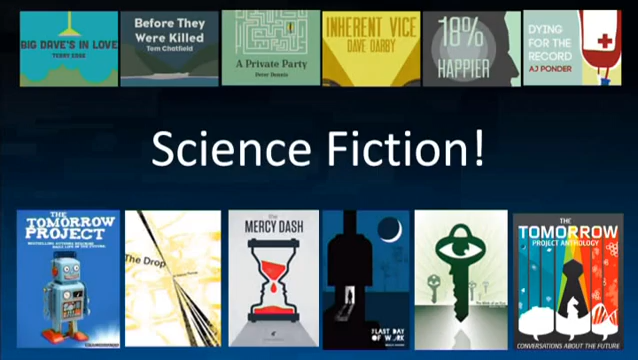 BIG DAVE'S IN LOVE
TERRY EDGE
Before They
Were Killed
Tom Chatfield
A Private Party
Peter Dennis
INHERENT VICE
DAVE DARBY
18%
HAPPIER
DYING
FOR THE
RECORD
AJ PONDER
Science Fiction!
THE
TOMORROW
PROJECT
The Drop
The
MERCY DASH
LAST DAY
OF WORK
THE
TOMORROW
PROJECT ANTHOLOGY
CONVERSATIONS ABOUT THE FUTURE